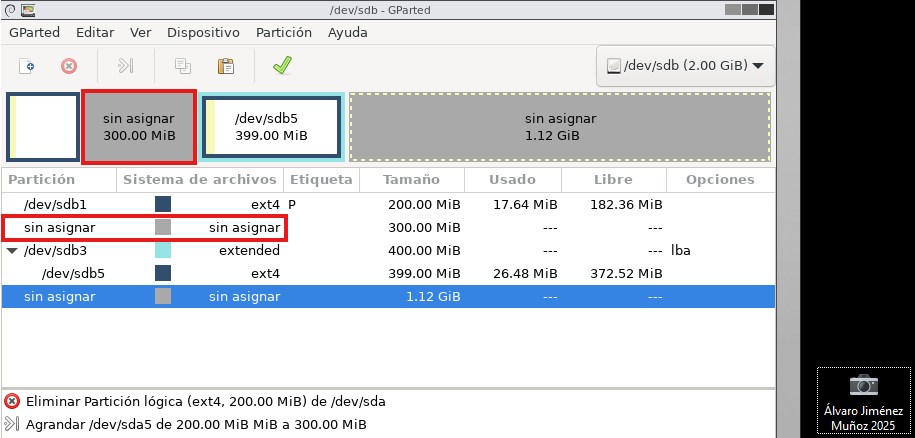 /dev/sdb - GParted
GParted Editar Ver Dispositivo Partición Ayuda
/dev/sdb (2.00 GiB)
sin asignar
300.00 MiB
/dev/sdb5
399.00 MiB
sin asignar
1.12 GiB
Partición Sistema de archivos Etiqueta Tamaño Usado Libre Opciones
/dev/sdb1 ext4 P 200.00 MiB 17.64 MiB 182.36 MiB
sin asignar sin asignar 300.00 MiB --- ---
/dev/sdb3 extended 400.00 MiB --- --- lba
/dev/sdb5 ext4 399.00 MiB 26.48 MiB 372.52 MiB
sin asignar sin asignar 1.12 GiB --- ---
Eliminar Partición lógica (ext4, 200.00 MiB) de /dev/sda
Agrandar /dev/sda5 de 200.00 MiB MiB a 300.00 MiB
Álvaro Jiménez
Muñoz 2025